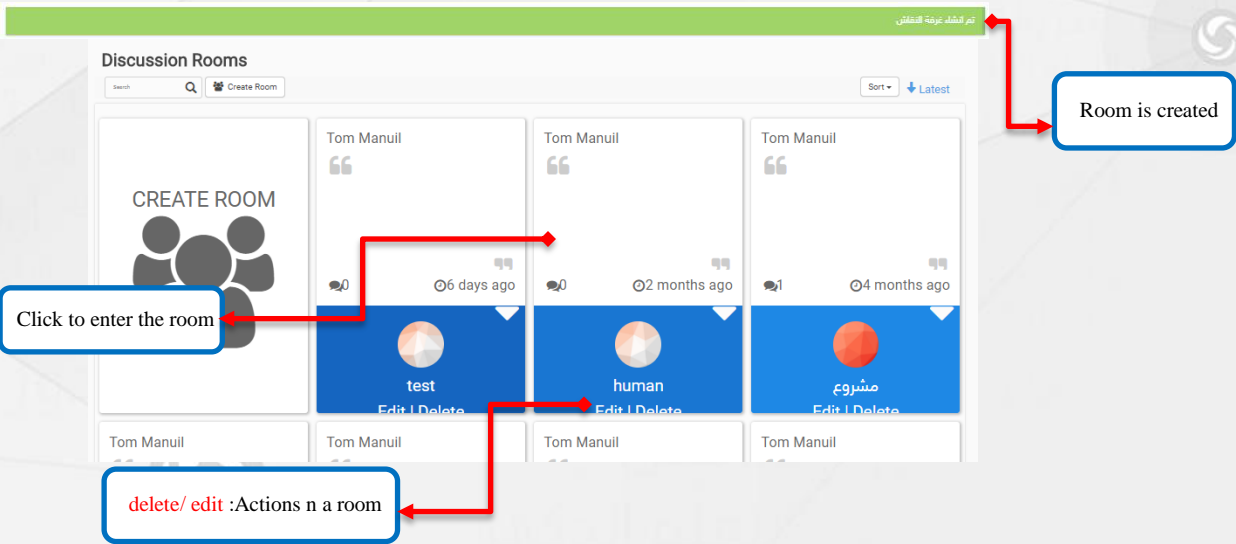 تم انشاء غرفة النقاش
Discussion Rooms
Search
Create Room
Sort
Latest
Room is created
CREATE ROOM
Tom Manuil
0
6 days ago
test
Edit | Delete
Tom Manuil
0
2 months ago
human
Edit | Delete
Tom Manuil
1
4 months ago
مشروع
Edit | Delete
Click to enter the room
Tom Manuil
Tom Manuil
Tom Manuil
Tom Manuil
delete/ edit :Actions n a room